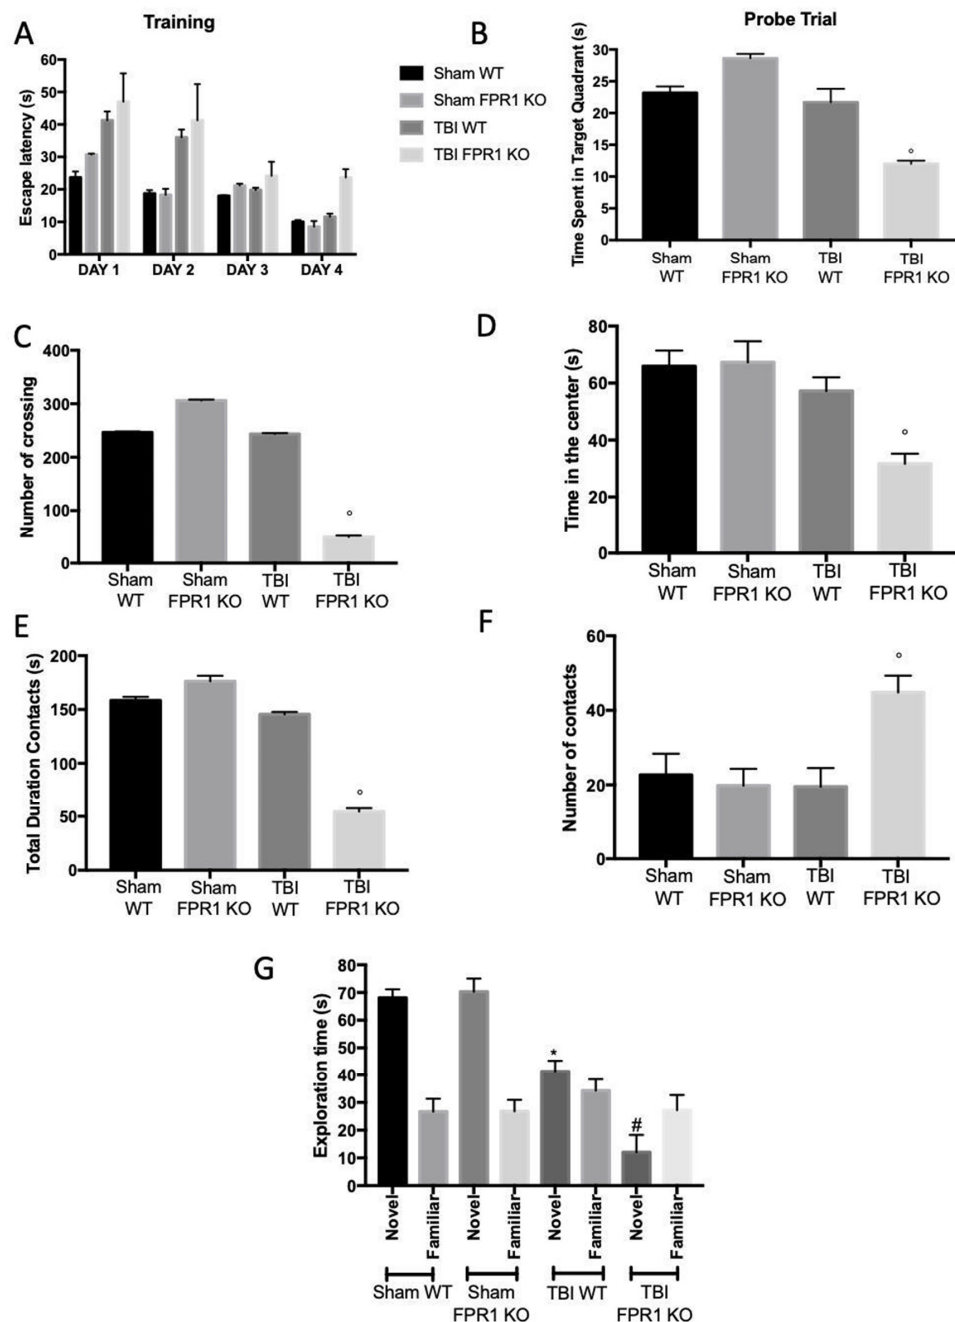 A
Training
Escape latency (s)
60
50
40
30
20
10
0
DAY 1 DAY 2 DAY 3 DAY 4
Sham WT
Sham FPR1 KO
TBI WT
TBI FPR1 KO
B
Probe Trial
Time Spent in Target Quadrant (s)
30
25
20
15
10
5
0
°
Sham Sham TBI TBI
WT FPR1 KO WT FPR1 KO
C
Number of crossing
400
300
200
100
0
°
Sham Sham TBI TBI
WT FPR1 KO WT FPR1 KO
D
Time in the center (s)
80
60
40
20
0
°
Sham Sham TBI TBI
WT FPR1 KO WT FPR1 KO
E
Total Duration Contacts (s)
200
150
100
50
0
°
Sham Sham TBI TBI
WT FPR1 KO WT FPR1 KO
F
Number of contacts
60
40
20
0
°
Sham Sham TBI TBI
WT FPR1 KO WT FPR1 KO
G
Exploration time (s)
80
70
60
50
40
30
20
10
0
*
#
Novel Familiar Novel Familiar Novel Familiar Novel Familiar
Sham WT Sham TBI WT TBI
FPR1 KO FPR1 KO